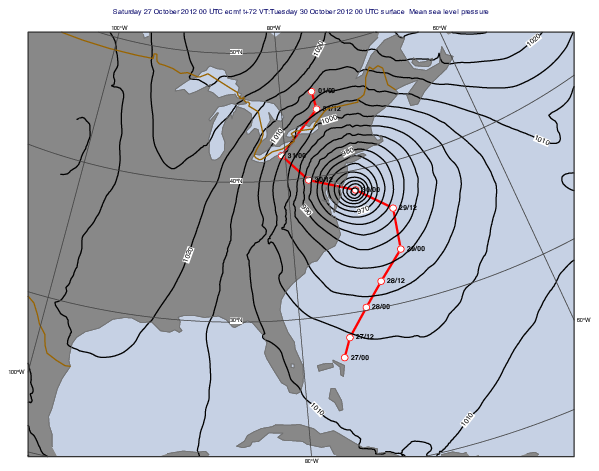 Saturday 27 October 2012 00 UTC ecmf t+72 VT:Tuesday 30 October 2012 00 UTC surface Mean sea level pressure
100°W
80°W
60°W
1020
1020
50°N
01/00
31/12
1000
1010
1010
980
31/00
40°N
30/12
30/00
970
29/12
990
29/00
1020
28/12
28/00
30°N
60°W
27/12
27/00
100°W
1010
1010
80°W